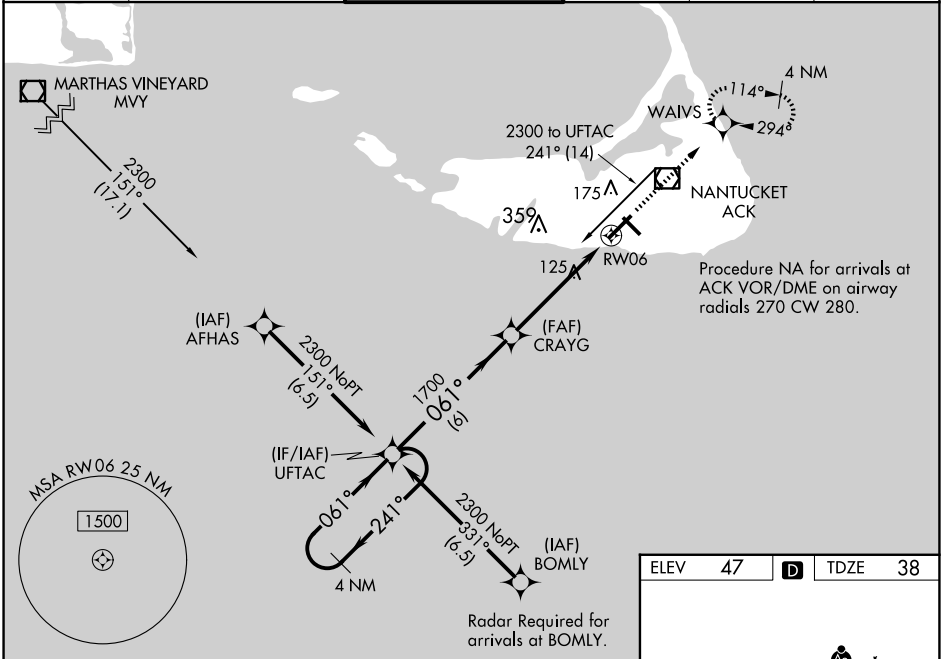 MARTHAS VINEYARD
MVY
2300
151°
(17.1)
4 NM
114°
WAIVS
294°
2300 to UFTAC
241° (14)
175
NANTUCKET
ACK
359
RW06
125
Procedure NA for arrivals at
ACK VOR/DME on airway
radials 270 CW 280.
(IAF)
AFHAS
2300 NoPT
151°
(6.5)
(FAF)
CRAYG
1700
061°
(6)
(IF/IAF)
UFTAC
MSA RW06 25 NM
1500
061°
241°
4 NM
2300 NoPT
331°
(6.5)
(IAF)
BOMLY
Radar Required for
arrivals at BOMLY.
ELEV 47 D TDZE 38